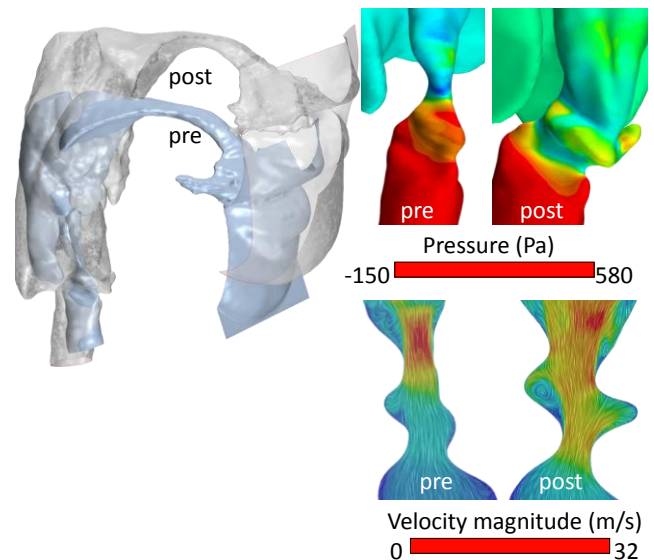 post
pre
pre
post
Pressure (Pa)
-150 580
pre
post
Velocity magnitude (m/s)
0 32